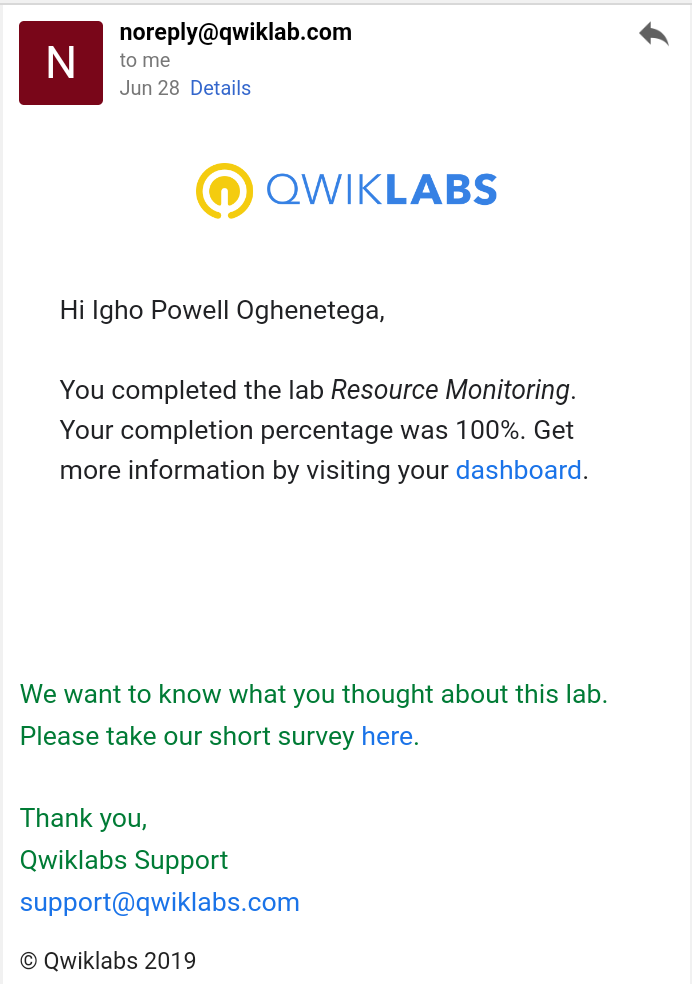 N
noreply@qwiklab.com
to me
Jun 28 Details
QWIKLABS
Hi Igho Powell Oghenetega,
You completed the lab Resource Monitoring.
Your completion percentage was 100%. Get
more information by visiting your dashboard.
We want to know what you thought about this lab.
Please take our short survey here.
Thank you,
Qwiklabs Support
support@qwiklabs.com
© Qwiklabs 2019